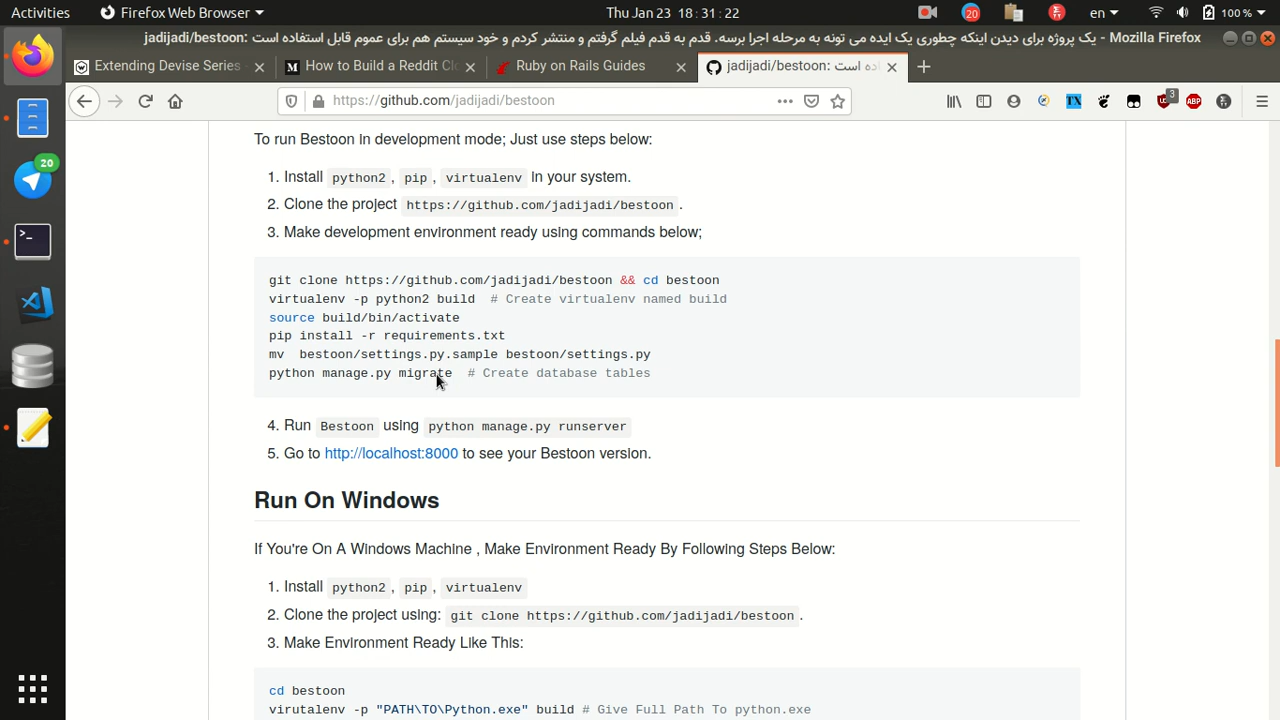 Activities
Firefox Web Browser
Thu Jan 23 18:31:22
20
en
100 %
jadijadi/bestoon: یک پروژه برای دیدن اینکه چطوری یک ایده می تونه به مرحله اجرا برسه. قدم به قدم فیلم گرفتم و منتشر کردم و خود سیستم هم برای عموم قابل استفاده است - Mozilla Firefox
Extending Devise Series
How to Build a Reddit Cl
Ruby on Rails Guides
jadijadi/bestoon: ده است
https://github.com/jadijadi/bestoon
3
ABP
20
To run Bestoon in development mode; Just use steps below:
1. Install python2, pip, virtualenv in your system.
2. Clone the project https://github.com/jadijadi/bestoon.
3. Make development environment ready using commands below;
git clone https://github.com/jadijadi/bestoon && cd bestoon
virtualenv -p python2 build # Create virtualenv named build
source build/bin/activate
pip install -r requirements.txt
mv bestoon/settings.py.sample bestoon/settings.py
python manage.py migrate # Create database tables
4. Run Bestoon using python manage.py runserver
5. Go to http://localhost:8000 to see your Bestoon version.
Run On Windows
If You're On A Windows Machine , Make Environment Ready By Following Steps Below:
1. Install python2, pip, virtualenv
2. Clone the project using: git clone https://github.com/jadijadi/bestoon.
3. Make Environment Ready Like This:
cd bestoon
virutalenv -p "PATH\TO\Python.exe" build # Give Full Path To python.exe